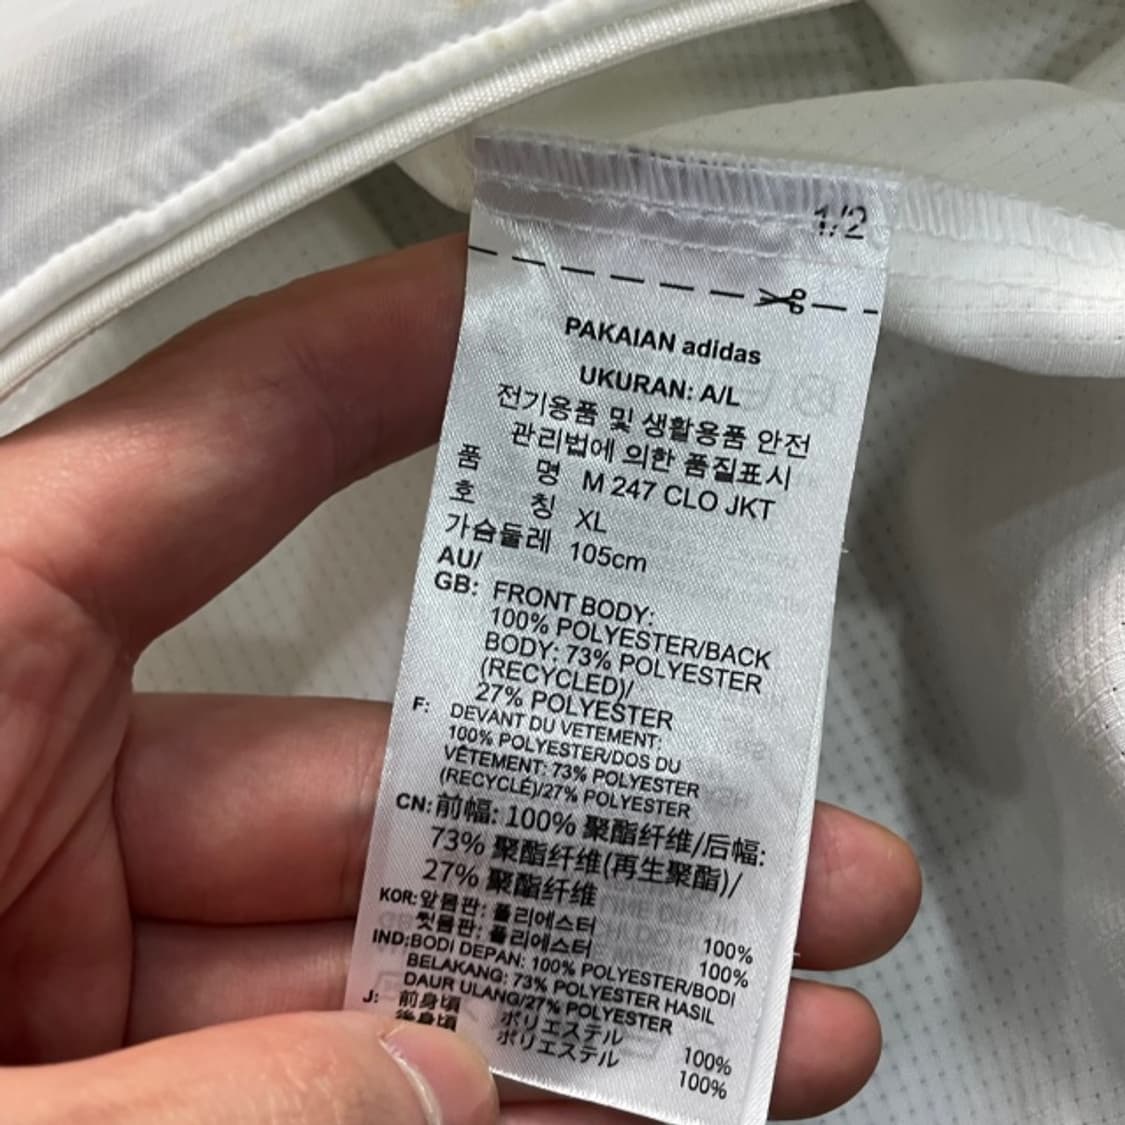 1/2
PAKAIAN adidas
UKURAN: A/L
전기용품 및 생활용품 안전
관리법에 의한 품질표시
품 명 M 247 CLO JKT
호 칭 XL
가슴둘레 105cm
AU/
GB: FRONT BODY:
100% POLYESTER/BACK
BODY: 73% POLYESTER
(RECYCLED)/
27% POLYESTER
F: DEVANT DU VETEMENT:
100% POLYESTER/DOS DU
VÊTEMENT: 73% POLYESTER
(RECYCLÉ)/27% POLYESTER
CN: 前幅: 100% 聚酯纤维/后幅:
73% 聚酯纤维(再生聚酯)/
27% 聚酯纤维
KOR: 앞몸판: 폴리에스터 100%
뒷몸판: 폴리에스터 100%
IND: BODI DEPAN: 100% POLYESTER/BODI
BELAKANG: 73% POLYESTER HASIL
DAUR ULANG/27% POLYESTER
J: 前身頃 ポリエステル 100%
後身頃 ポリエステル 100%